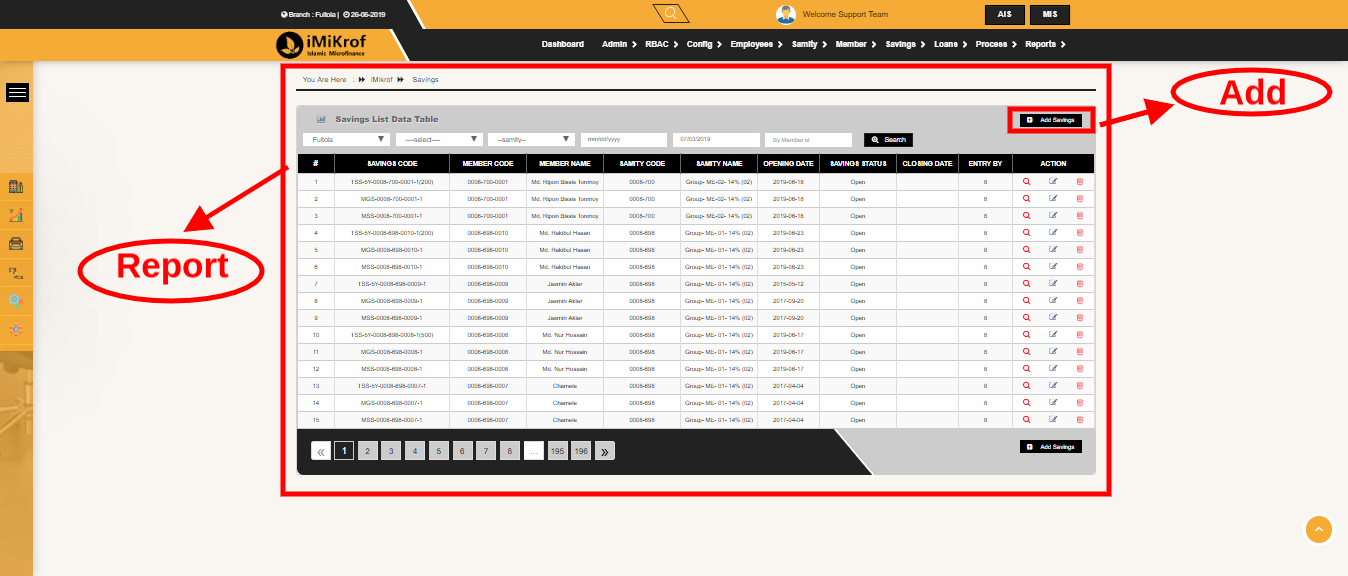 Branch : Fultola | 26-06-2019
Welcome Support Team
AIS MIS
iMiKrof
Islamic Microfinance
Dashboard Admin RBAC Config Employees Samity Member Savings Loans Process Reports
You Are Here : iMikrof Savings
Add
Savings List Data Table
Add Savings
Fultola ----select---- --samity-- mm/dd/yyyy 07/03/2019 By Member Id Search
# SAVINGS CODE MEMBER CODE MEMBER NAME SAMITY CODE SAMITY NAME OPENING DATE SAVINGS STATUS CLOSING DATE ENTRY BY ACTION
1 TSS-5Y-0008-700-0001-1(200) 0008-700-0001 Md. Ripon Bissis Tonmoy 0008-700 Group- ME-02- 14% (02) 2019-06-18 Open 8
2 MGS-0008-700-0001-1 0008-700-0001 Md. Ripon Bissis Tonmoy 0008-700 Group- ME-02- 14% (02) 2019-06-18 Open 8
3 MSS-0008-700-0001-1 0008-700-0001 Md. Ripon Bissis Tonmoy 0008-700 Group- ME-02- 14% (02) 2019-06-18 Open 8
4 TSS-5Y-0008-698-0010-1(200) 0008-698-0010 Md. Rakibul Hasan 0008-698 Group- ME- 01- 14% (02) 2019-06-23 Open 8
5 MGS-0008-698-0010-1 0008-698-0010 Md. Rakibul Hasan 0008-698 Group- ME- 01- 14% (02) 2019-06-23 Open 8
6 MSS-0008-698-0010-1 0008-698-0010 Md. Rakibul Hasan 0008-698 Group- ME- 01- 14% (02) 2019-06-23 Open 8
Report
7 TSS-5Y-0008-698-0009-1 0008-698-0009 Jasmin Akter 0008-698 Group- ME- 01- 14% (02) 2015-05-12 Open 8
8 MGS-0008-698-0009-1 0008-698-0009 Jasmin Akter 0008-698 Group- ME- 01- 14% (02) 2017-09-20 Open 8
9 MSS-0008-698-0009-1 0008-698-0009 Jasmin Akter 0008-698 Group- ME- 01- 14% (02) 2017-09-20 Open 8
10 TSS-5Y-0008-698-0008-1(500) 0008-698-0008 Md. Nur Hossain 0008-698 Group- ME- 01- 14% (02) 2019-06-17 Open 8
11 MGS-0008-698-0008-1 0008-698-0008 Md. Nur Hossain 0008-698 Group- ME- 01- 14% (02) 2019-06-17 Open 8
12 MSS-0008-698-0008-1 0008-698-0008 Md. Nur Hossain 0008-698 Group- ME- 01- 14% (02) 2019-06-17 Open 8
13 TSS-5Y-0008-698-0007-1 0008-698-0007 Chamele 0008-698 Group- ME- 01- 14% (02) 2017-04-04 Open 8
14 MGS-0008-698-0007-1 0008-698-0007 Chamele 0008-698 Group- ME- 01- 14% (02) 2017-04-04 Open 8
15 MSS-0008-698-0007-1 0008-698-0007 Chamele 0008-698 Group- ME- 01- 14% (02) 2017-04-04 Open 8
« 1 2 3 4 5 6 7 8 ... 195 196 »
Add Savings